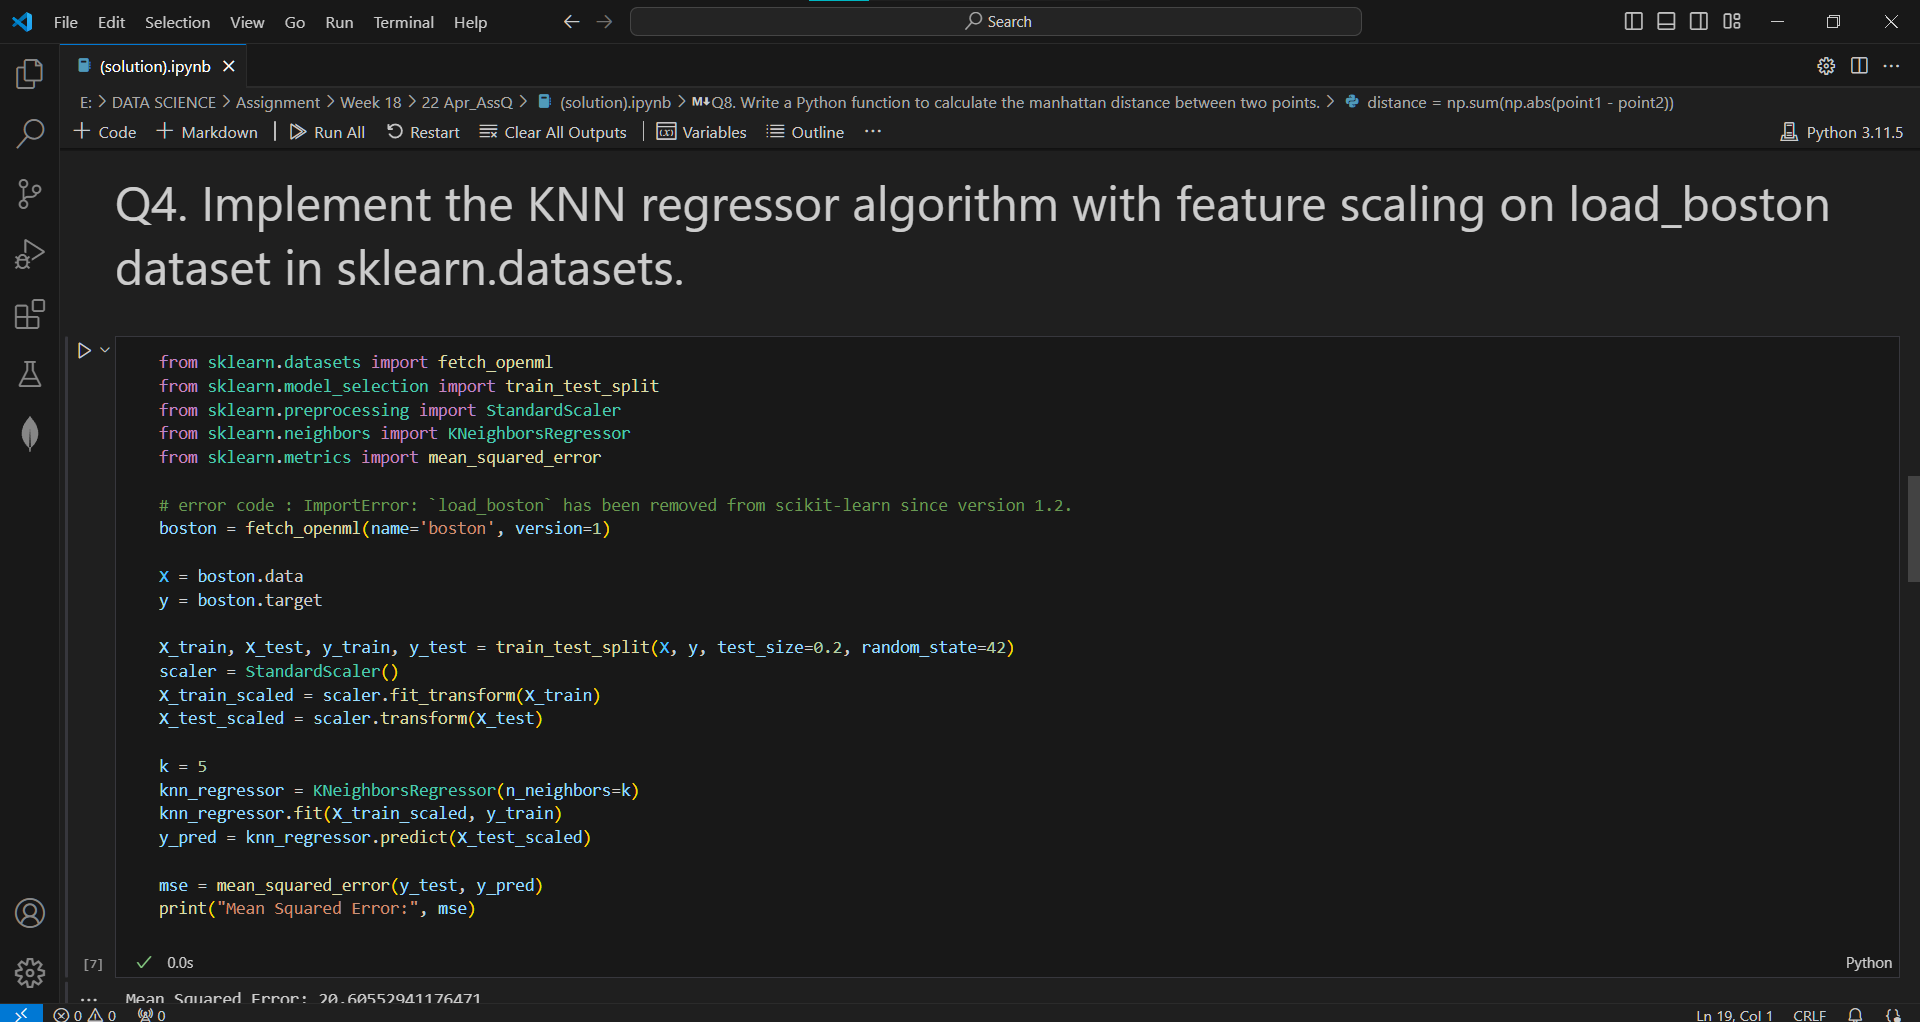 File Edit Selection View Go Run Terminal Help Search
(solution).ipynb
E: > DATA SCIENCE > Assignment > Week 18 > 22 Apr_AssQ > (solution).ipynb > M↓Q8. Write a Python function to calculate the manhattan distance between two points. > distance = np.sum(np.abs(point1 - point2))
+ Code + Markdown | Run All Restart Clear All Outputs | Variables Outline ··· Python 3.11.5
Q4. Implement the KNN regressor algorithm with feature scaling on load_boston
dataset in sklearn.datasets.
from sklearn.datasets import fetch_openml
from sklearn.model_selection import train_test_split
from sklearn.preprocessing import StandardScaler
from sklearn.neighbors import KNeighborsRegressor
from sklearn.metrics import mean_squared_error
# error code : ImportError: `load_boston` has been removed from scikit-learn since version 1.2.
boston = fetch_openml(name='boston', version=1)
X = boston.data
y = boston.target
X_train, X_test, y_train, y_test = train_test_split(X, y, test_size=0.2, random_state=42)
scaler = StandardScaler()
X_train_scaled = scaler.fit_transform(X_train)
X_test_scaled = scaler.transform(X_test)
k = 5
knn_regressor = KNeighborsRegressor(n_neighbors=k)
knn_regressor.fit(X_train_scaled, y_train)
y_pred = knn_regressor.predict(X_test_scaled)
mse = mean_squared_error(y_test, y_pred)
print("Mean Squared Error:", mse)
[7] 0.0s Python
··· Mean Squared Error: 20.60552941176471
0 0 0 Ln 19, Col 1 CRLF